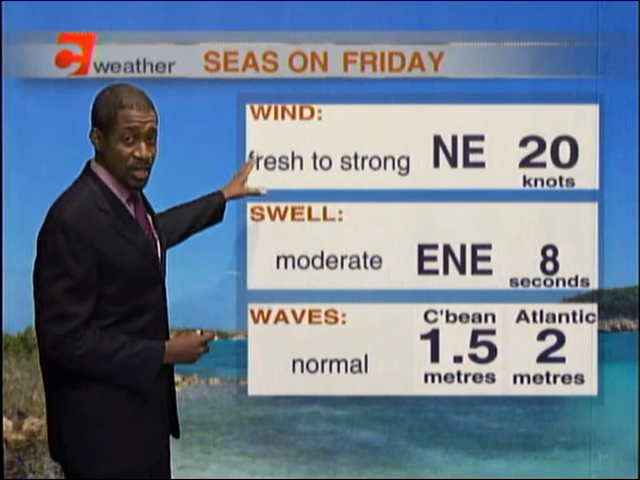 weather SEAS ON FRIDAY
WIND:
fresh to strong NE 20
knots
SWELL:
moderate ENE 8
seconds
WAVES: C'bean Atlantic
normal 1.5 2
metres metres